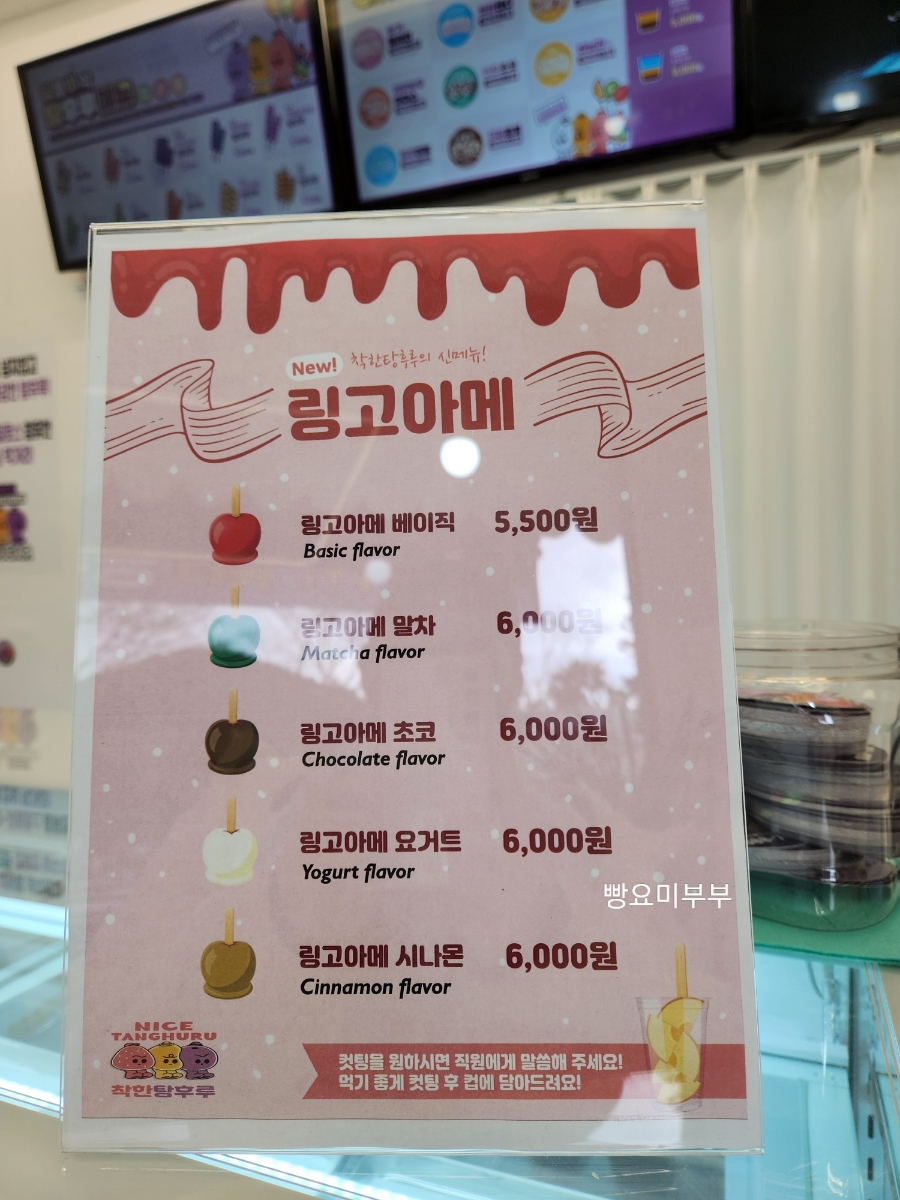 New! 착한탕후루의 신메뉴!
링고아메
링고아메 베이직 5,500원
Basic flavor
링고아메 말차 6,000원
Matcha flavor
링고아메 초코 6,000원
Chocolate flavor
링고아메 요거트 6,000원
Yogurt flavor
빵요미부부
링고아메 시나몬 6,000원
Cinnamon flavor
NICE
TANGHURU
착한탕후루
컷팅을 원하시면 직원에게 말씀해 주세요!
먹기 좋게 컷팅 후 컵에 담아드려요!